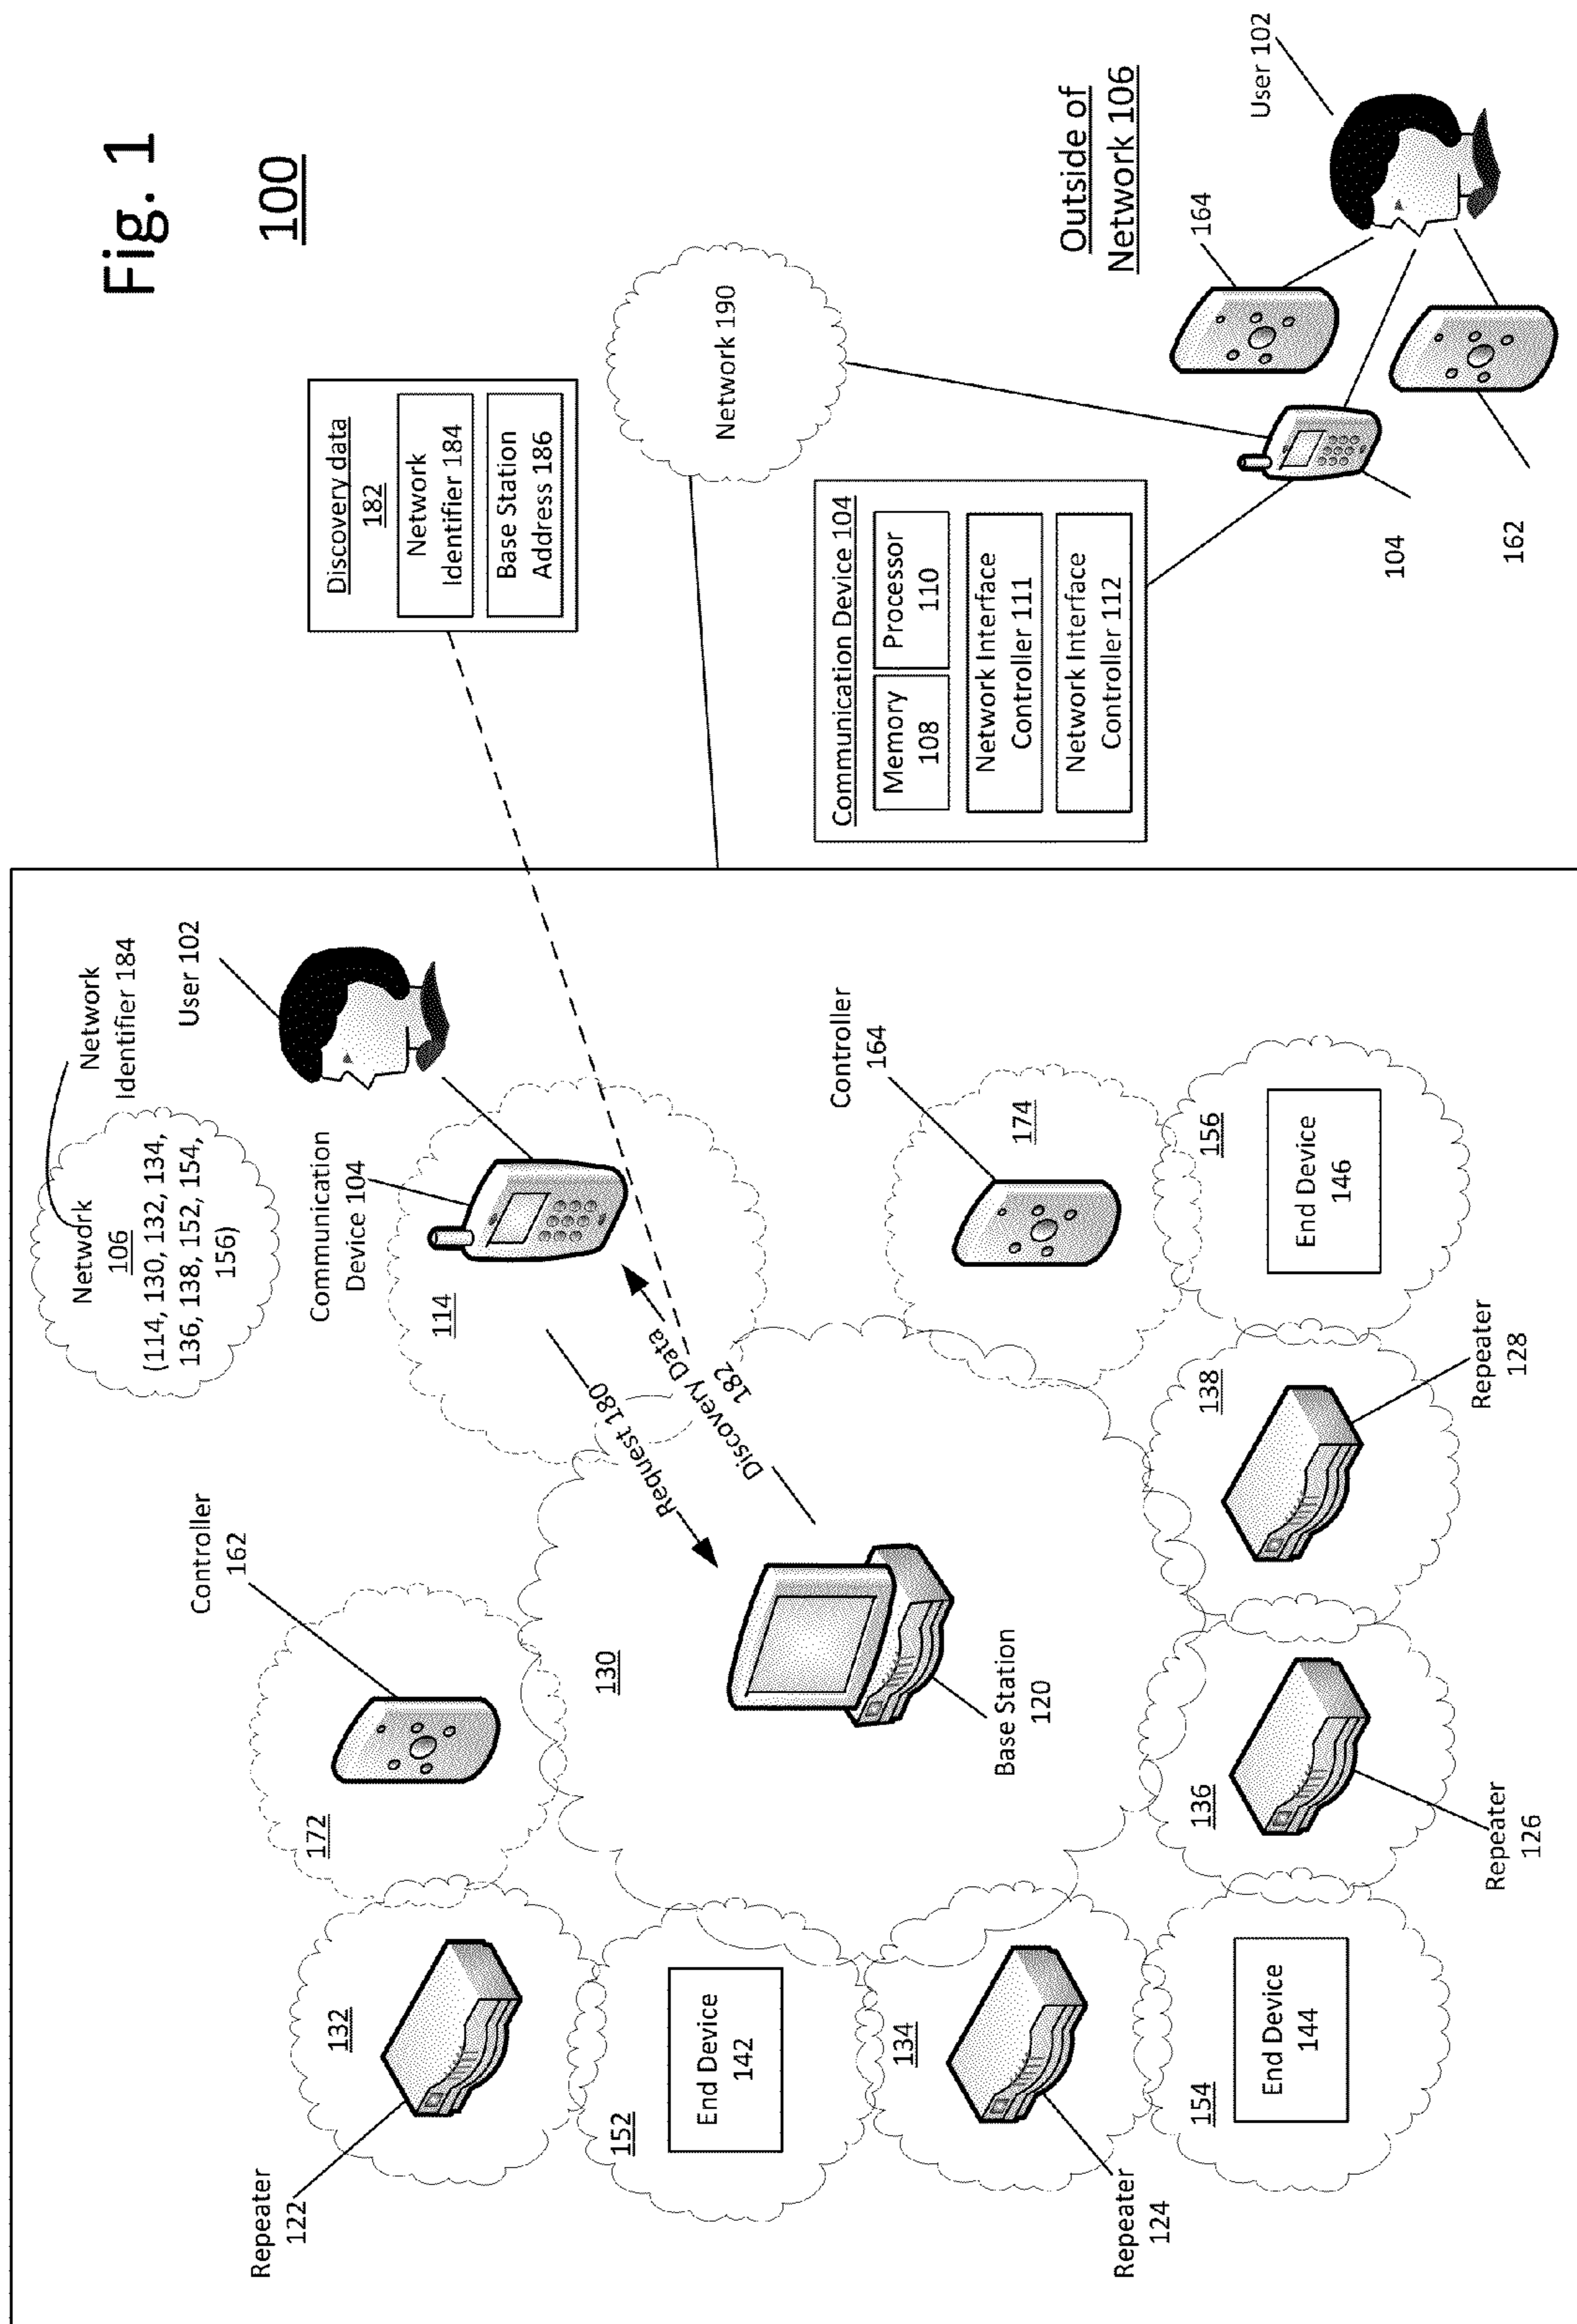 Fig. 1
100
Network
106
(114, 130, 132, 134,
136, 138, 152, 154,
156)
Network
Identifier 184
User 102
Communication
Device 104
114
Controller
162
172
Repeater
122
132
End Device
142
152
130
Request 180
Discovery Data
182
Base Station
120
Controller
164
174
Repeater
124
134
End Device
144
154
Repeater
126
136
Repeater
128
138
End Device
146
156
Discovery data
182
Network
Identifier 184
Base Station
Address 186
Network 190
Communication Device 104
Memory
108
Processor
110
Network Interface
Controller 111
Network Interface
Controller 112
Outside of
Network 106
User 102
164
104
162